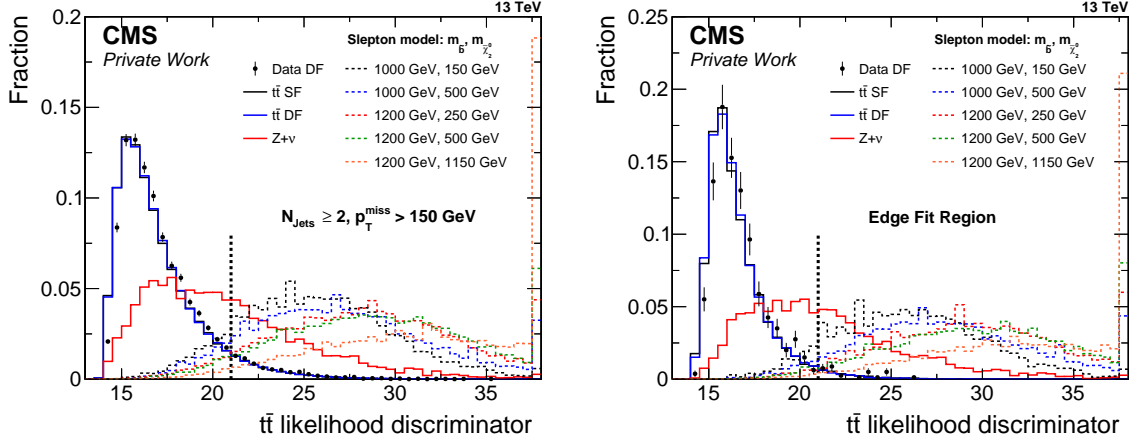 13 TeV
CMS
Private Work
Slepton model: m_b̃, m_χ̃⁰₂
Data DF
tt̄ SF
tt̄ DF
Z+ν
1000 GeV, 150 GeV
1000 GeV, 500 GeV
1200 GeV, 250 GeV
1200 GeV, 500 GeV
1200 GeV, 1150 GeV
N_Jets ≥ 2, p_T^miss > 150 GeV
Fraction
0.2
0.15
0.1
0.05
0
15 20 25 30 35
tt̄ likelihood discriminator
13 TeV
CMS
Private Work
Slepton model: m_b̃, m_χ̃⁰₂
Data DF
tt̄ SF
tt̄ DF
Z+ν
1000 GeV, 150 GeV
1000 GeV, 500 GeV
1200 GeV, 250 GeV
1200 GeV, 500 GeV
1200 GeV, 1150 GeV
Edge Fit Region
Fraction
0.25
0.2
0.15
0.1
0.05
0
15 20 25 30 35
tt̄ likelihood discriminator